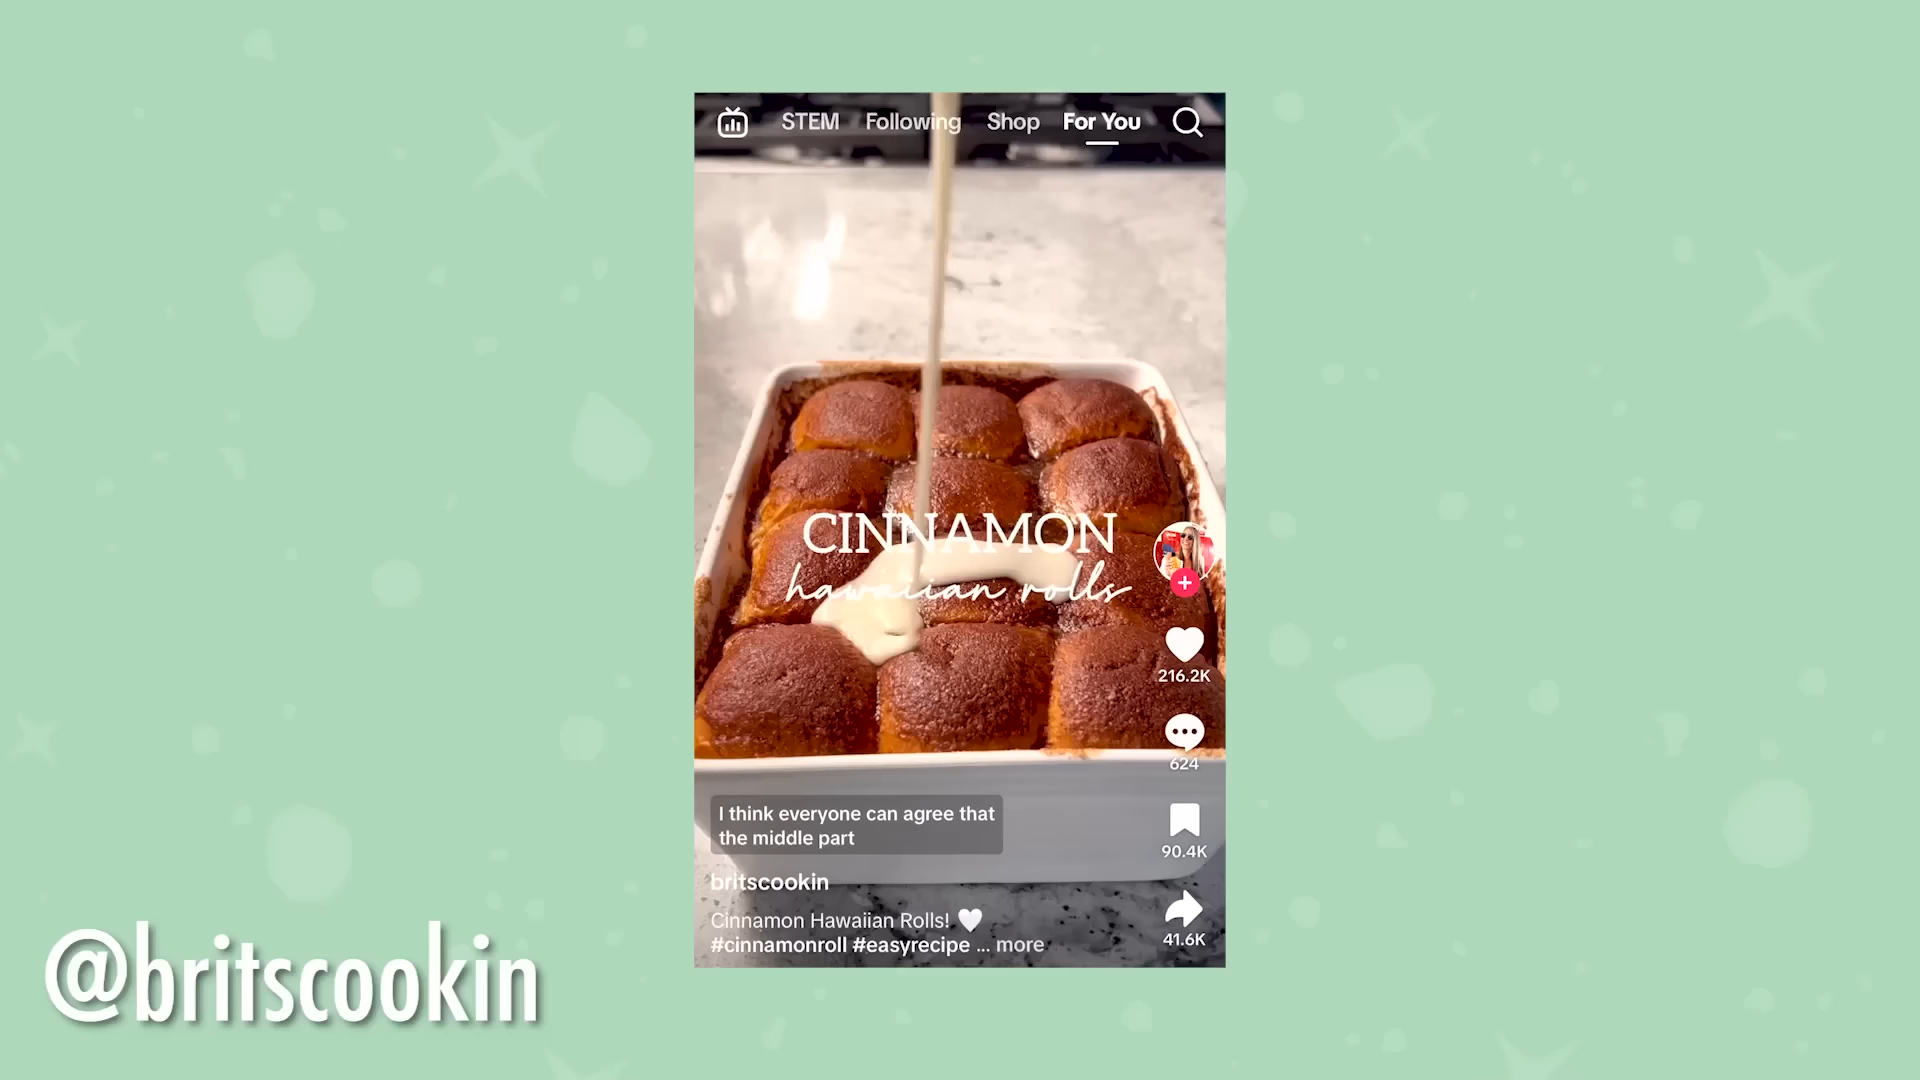 STEM Following Shop For You
CINNAMON
hawaiian rolls
216.2K
624
I think everyone can agree that
the middle part
90.4K
britscookin
Cinnamon Hawaiian Rolls! 🤍
#cinnamonroll #easyrecipe ... more
41.6K
@britscookin